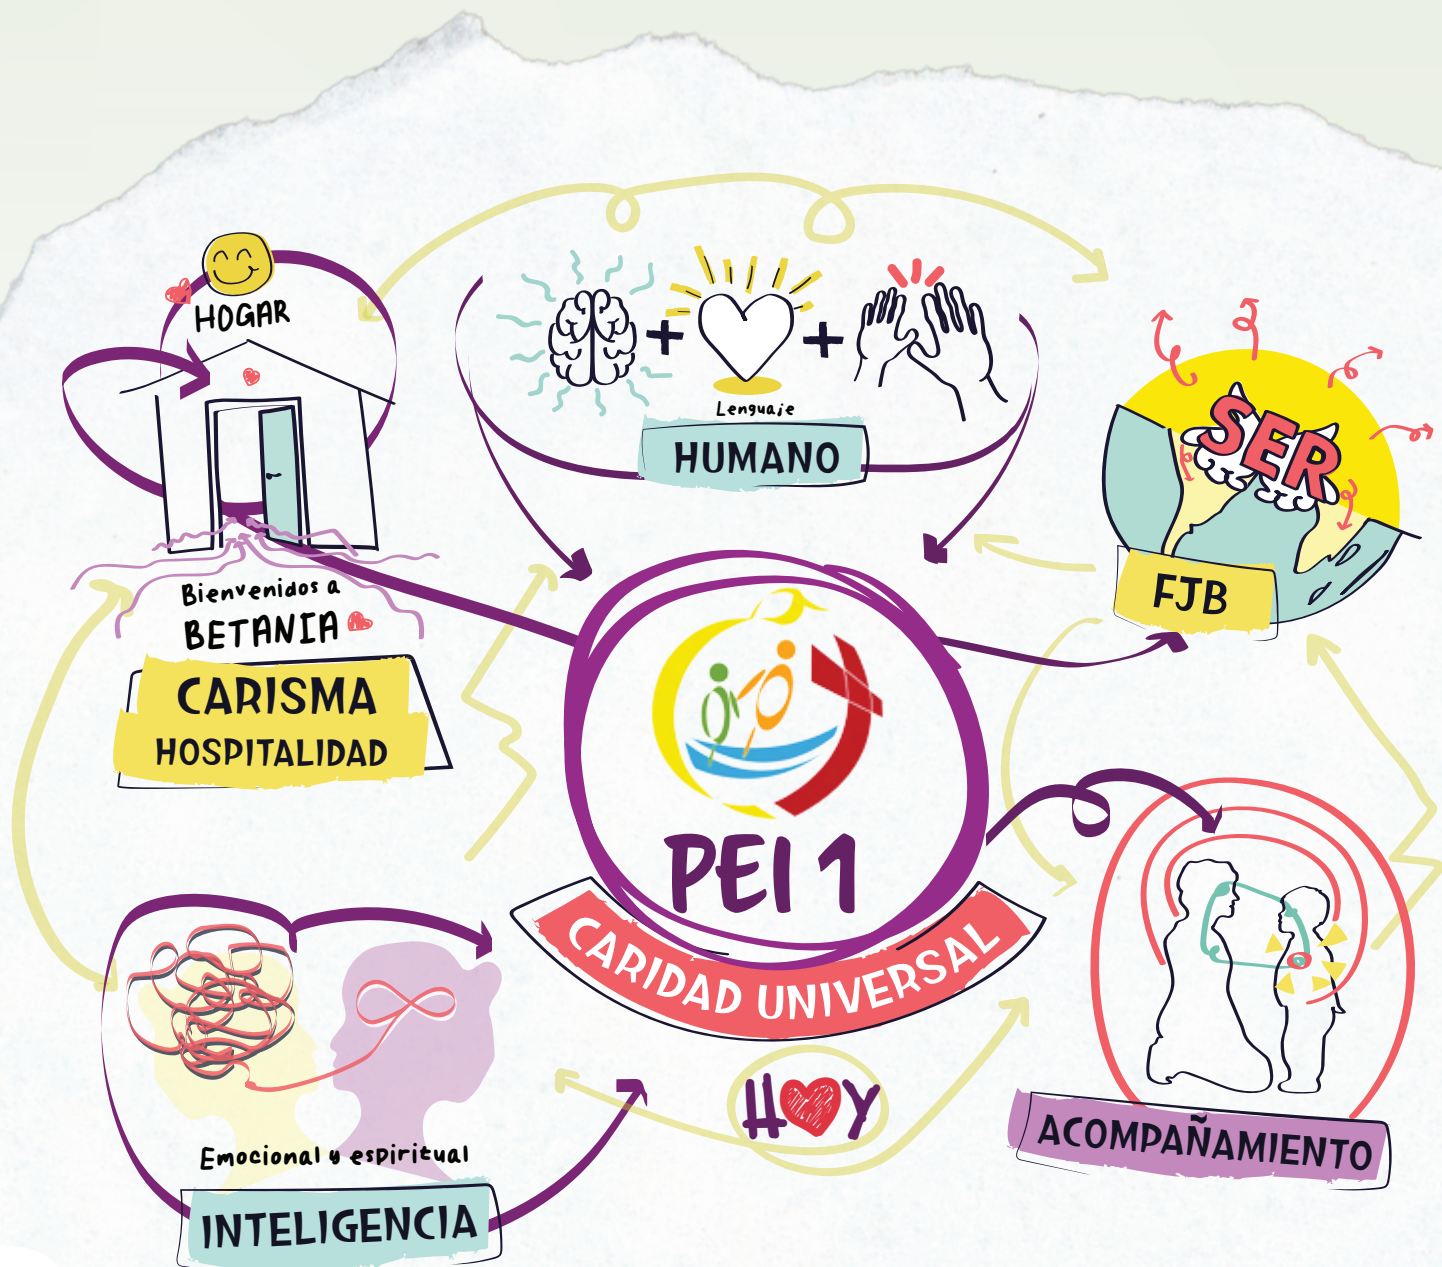 HOGAR
Bienvenidos a
BETANIA
CARISMA
HOSPITALIDAD
Lenguaje
HUMANO
SER
FJB
PEI 1
CARIDAD UNIVERSAL
HOY
Emocional y espiritual
INTELIGENCIA
ACOMPAÑAMIENTO